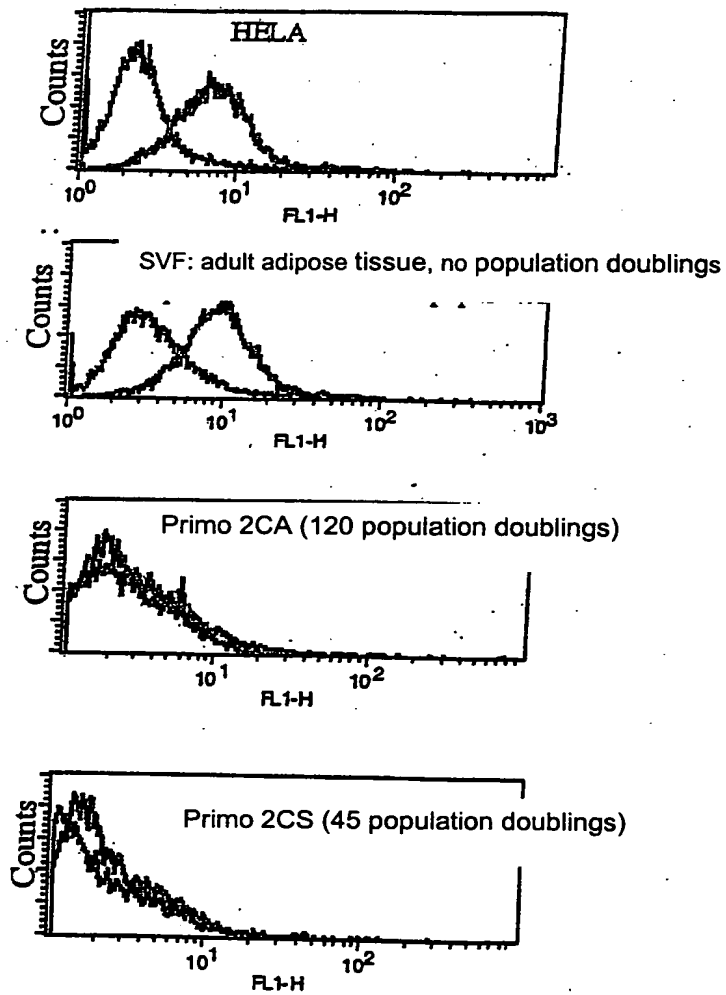 HELA
Counts
10⁰ 10¹ 10²
FL1-H
SVF: adult adipose tissue, no population doublings
Counts
10⁰ 10¹ 10² 10³
FL1-H
Primo 2CA (120 population doublings)
Counts
10¹ 10²
FL1-H
Primo 2CS (45 population doublings)
Counts
10¹ 10²
FL1-H